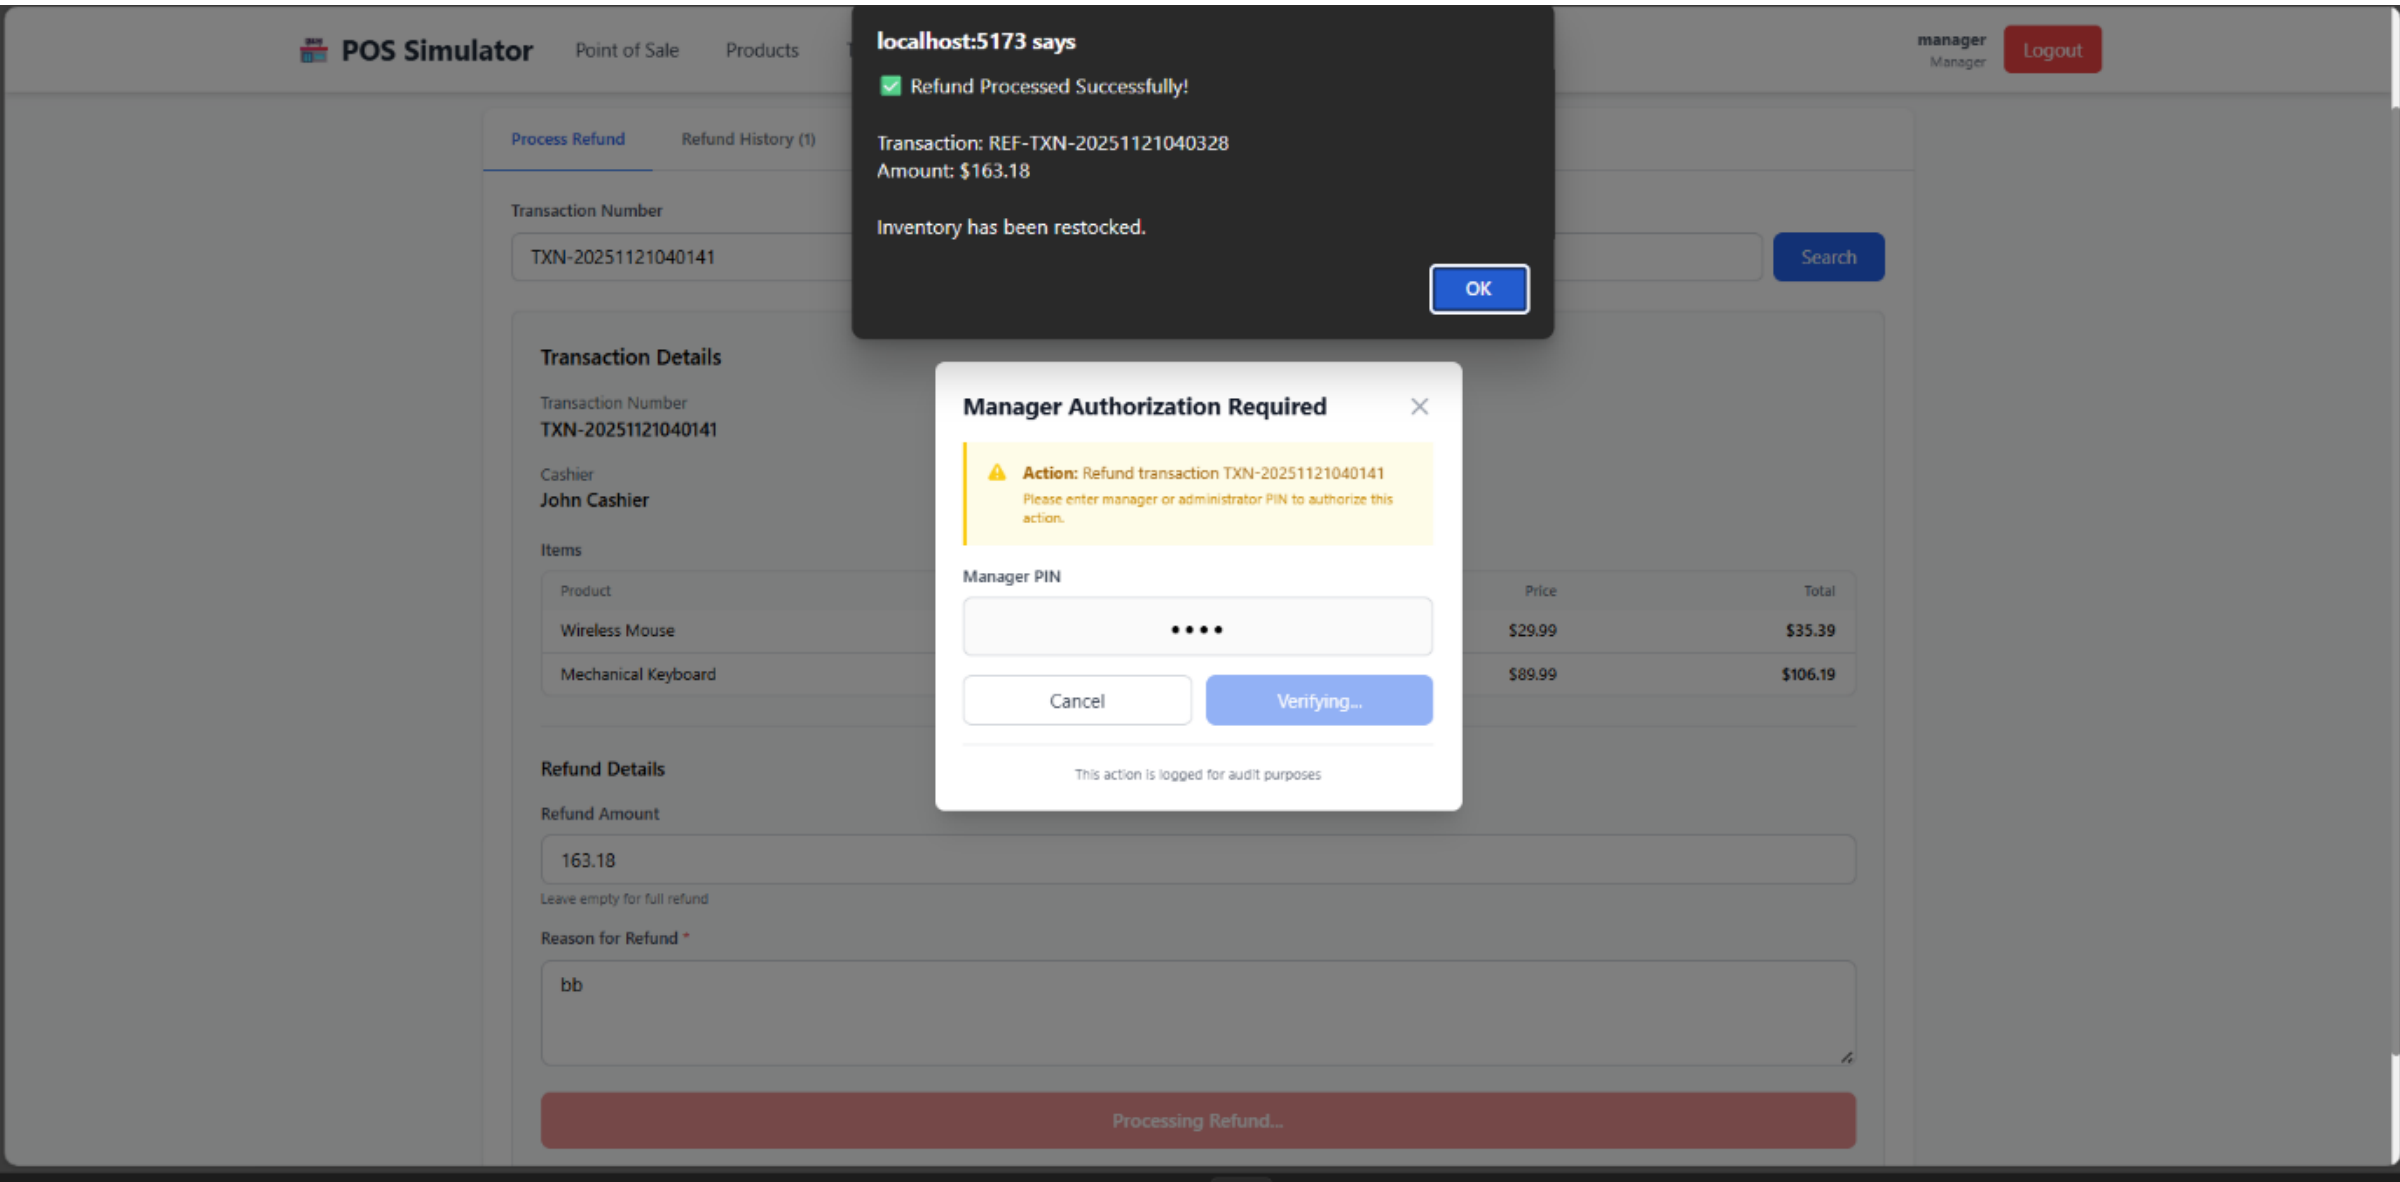 POS Simulator
Point of Sale
Products
manager
Manager
Logout
localhost:5173 says
✅ Refund Processed Successfully!
Transaction: REF-TXN-20251121040328
Amount: $163.18
Inventory has been restocked.
OK
Process Refund
Refund History (1)
Transaction Number
TXN-20251121040141
Search
Transaction Details
Transaction Number
TXN-20251121040141
Cashier
John Cashier
Items
Product Price Total
Wireless Mouse $29.99 $35.39
Mechanical Keyboard $89.99 $106.19
Manager Authorization Required
Action: Refund transaction TXN-20251121040141
Please enter manager or administrator PIN to authorize this
action.
Manager PIN
••••
Cancel
Verifying...
This action is logged for audit purposes
Refund Details
Refund Amount
163.18
Leave empty for full refund
Reason for Refund *
bb
Processing Refund...